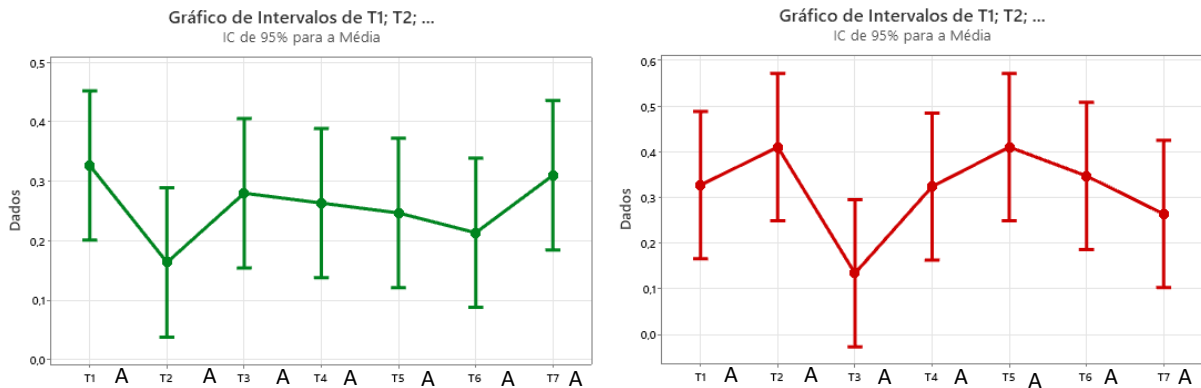 Gráfico de Intervalos de T1; T2; ...
IC de 95% para a Média
0,5
0,4
0,3
0,2
0,1
0,0
Dados
T1 A T2 A T3 A T4 A T5 A T6 A T7 A
Gráfico de Intervalos de T1; T2; ...
IC de 95% para a Média
0,6
0,5
0,4
0,3
0,2
0,1
0,0
Dados
T1 A T2 A T3 A T4 A T5 A T6 A T7 A